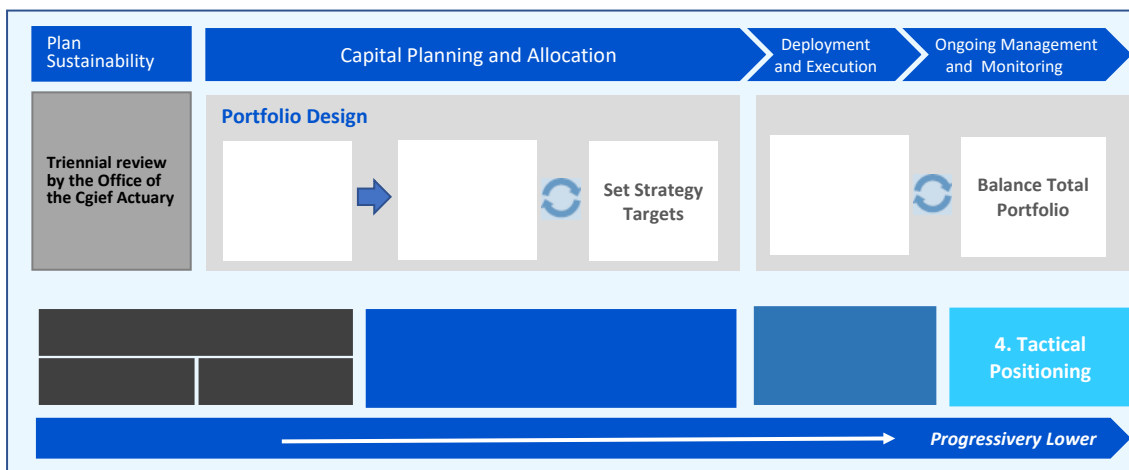 Plan
Sustainability
Capital Planning and Allocation
Deployment
and Execution
Ongoing Management
and Monitoring
Triennial review
by the Office of
the Cgief Actuary
Portfolio Design
Set Strategy
Targets
Balance Total
Portfolio
4. Tactical
Positioning
Progressivery Lower